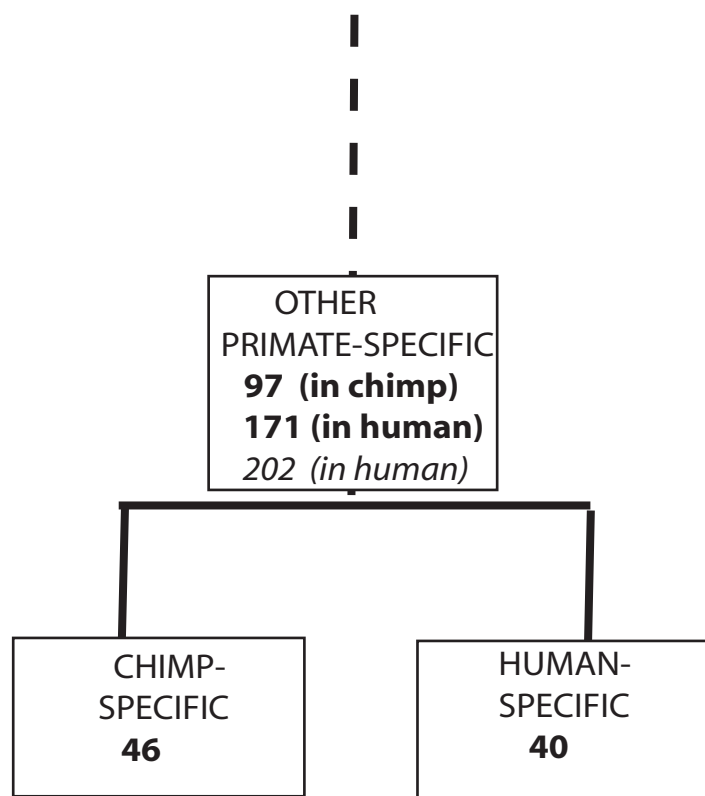 OTHER
PRIMATE-SPECIFIC
97 (in chimp)
171 (in human)
202 (in human)
CHIMP-
SPECIFIC
46
HUMAN-
SPECIFIC
40